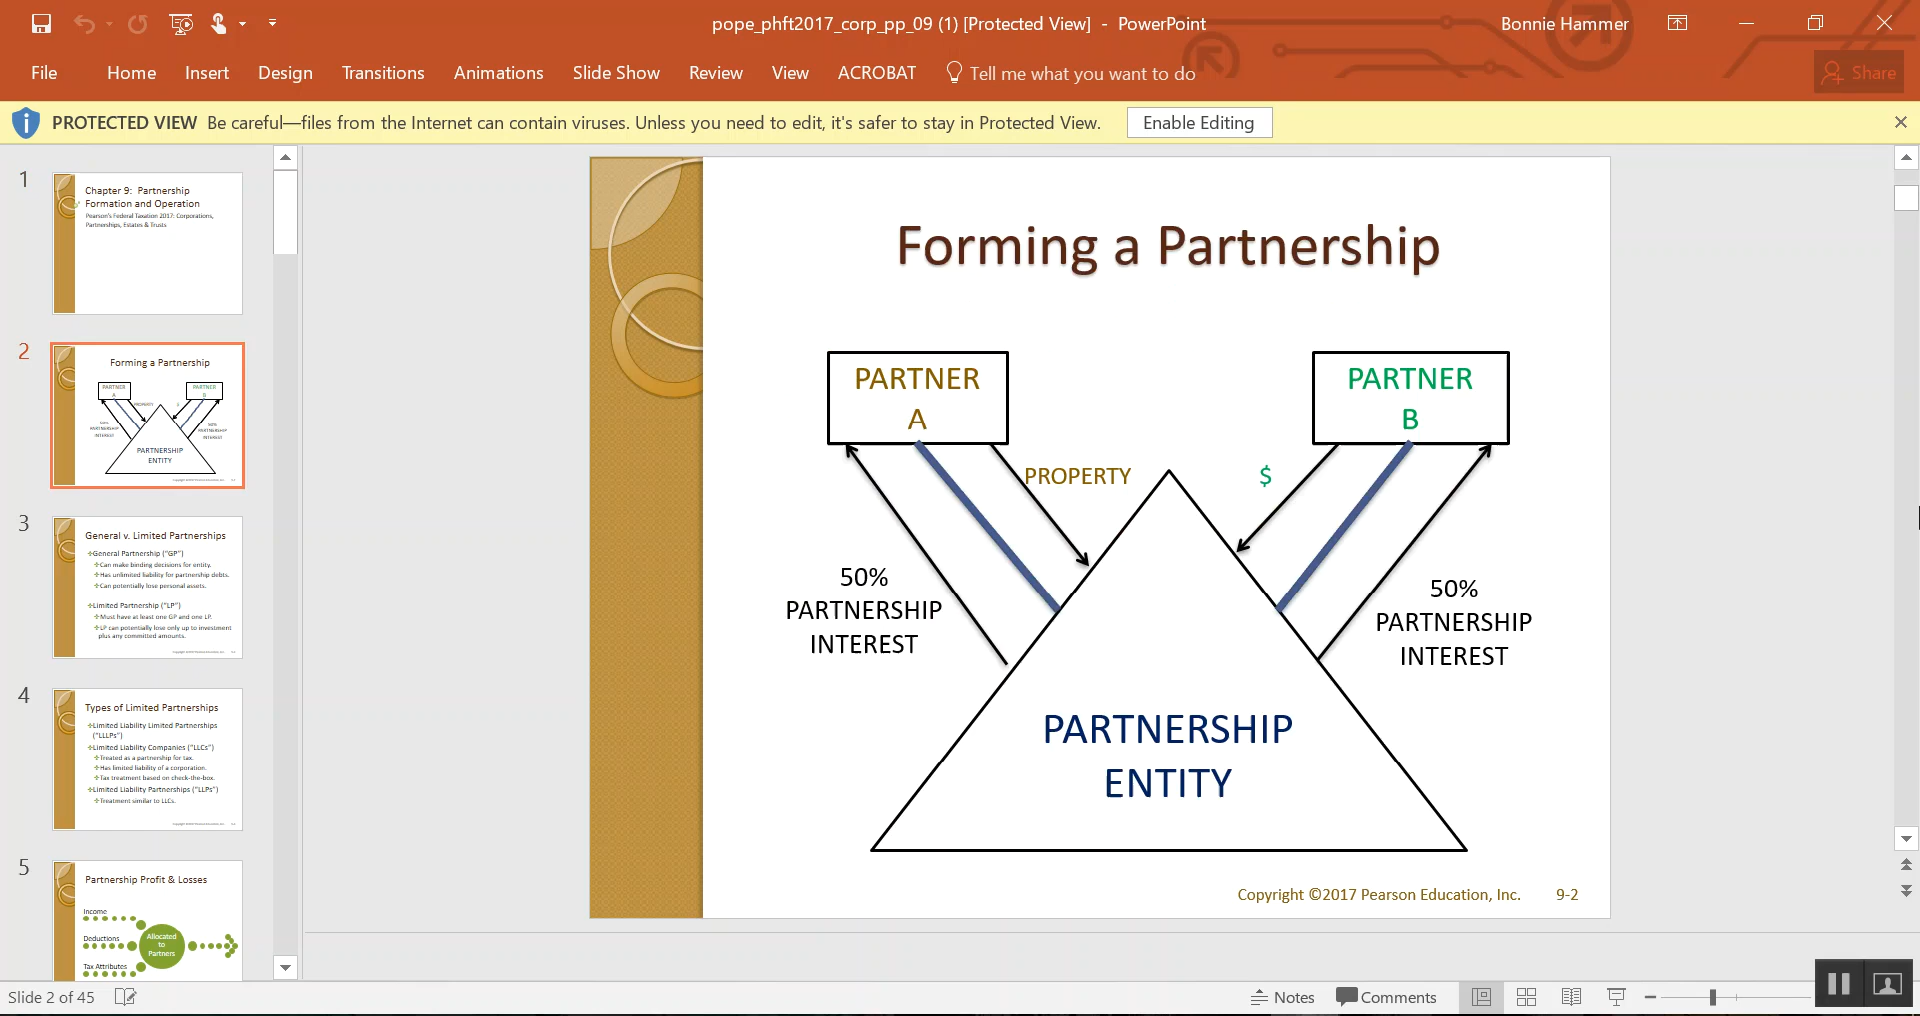 pope_phft2017_corp_pp_09 (1) [Protected View] - PowerPoint
Bonnie Hammer
File Home Insert Design Transitions Animations Slide Show Review View ACROBAT Tell me what you want to do Share
PROTECTED VIEW Be careful—files from the Internet can contain viruses. Unless you need to edit, it's safer to stay in Protected View. Enable Editing
1
Chapter 9: Partnership
Formation and Operation
Pearson's Federal Taxation 2017: Corporations,
Partnerships, Estates & Trusts
2
Forming a Partnership
PARTNER
A
PARTNER
B
PROPERTY
$
50%
PARTNERSHIP
INTEREST
50%
PARTNERSHIP
INTEREST
PARTNERSHIP
ENTITY
3
General v. Limited Partnerships
General Partnership ("GP")
Can make binding decisions for entity.
Has unlimited liability for partnership debts.
Can potentially lose personal assets.
Limited Partnership ("LP")
Must have at least one GP and one LP.
LP can potentially lose only up to investment
plus any committed amounts.
4
Types of Limited Partnerships
Limited Liability Limited Partnerships
("LLLPs")
Limited Liability Companies ("LLCs")
Treated as a partnership for tax.
Has limited liability of a corporation.
Tax treatment based on check-the-box.
Limited Liability Partnerships ("LLPs")
Treatment similar to LLCs.
5
Partnership Profit & Losses
Income
Deductions
Tax Attributes
Allocated
to
Partners
Forming a Partnership
PARTNER
A
PARTNER
B
PROPERTY
$
50%
PARTNERSHIP
INTEREST
50%
PARTNERSHIP
INTEREST
PARTNERSHIP
ENTITY
Copyright ©2017 Pearson Education, Inc. 9-2
Slide 2 of 45
Notes Comments